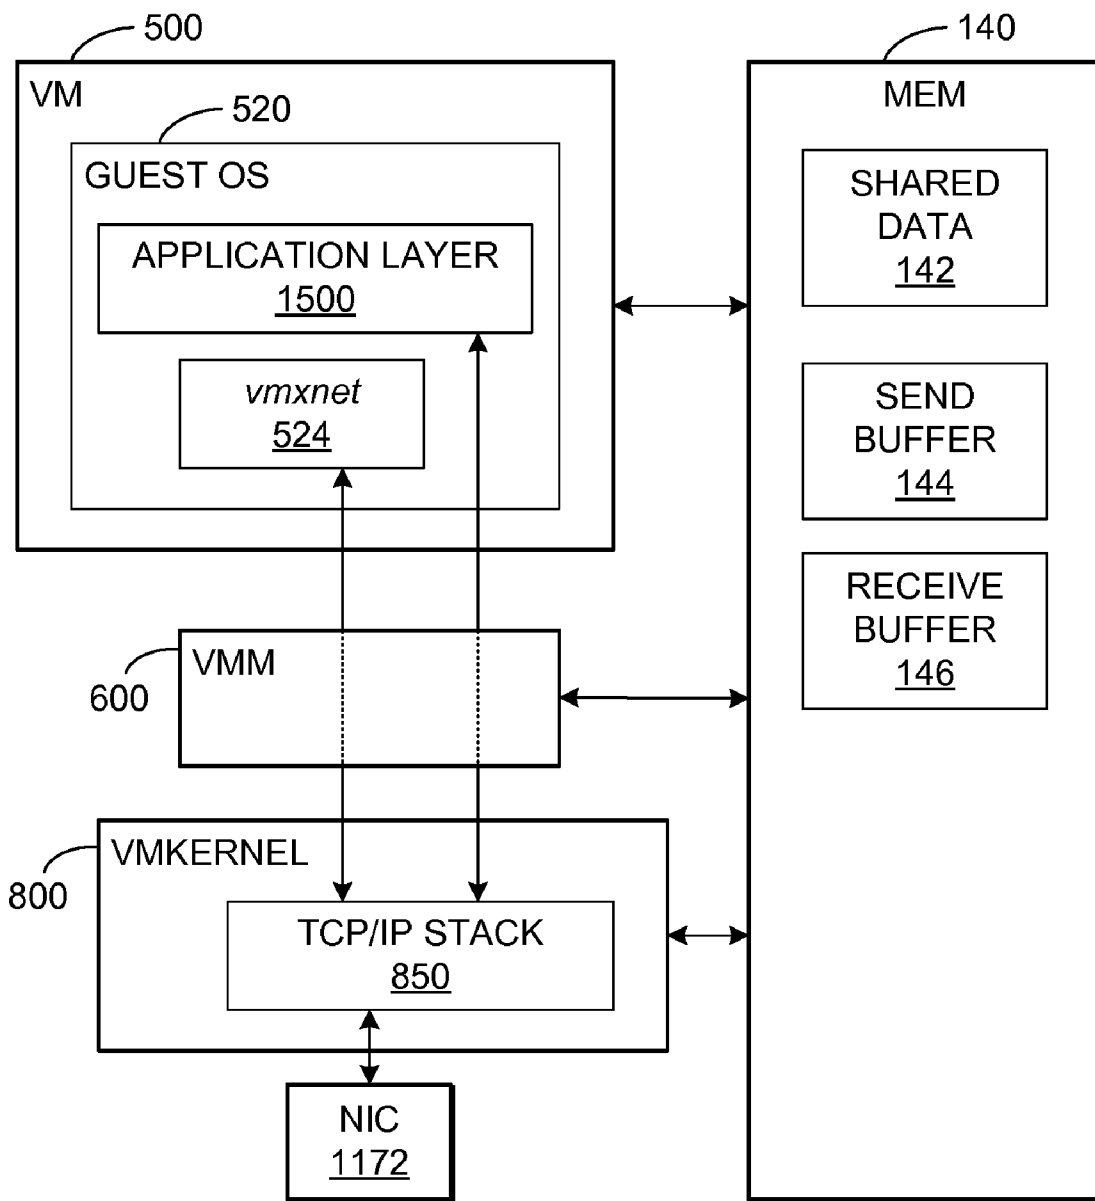 500
140
VM
MEM
520
GUEST OS
SHARED
DATA
142
APPLICATION LAYER
1500
vmxnet
524
SEND
BUFFER
144
RECEIVE
BUFFER
146
VMM
600
VMKERNEL
800
TCP/IP STACK
850
NIC
1172